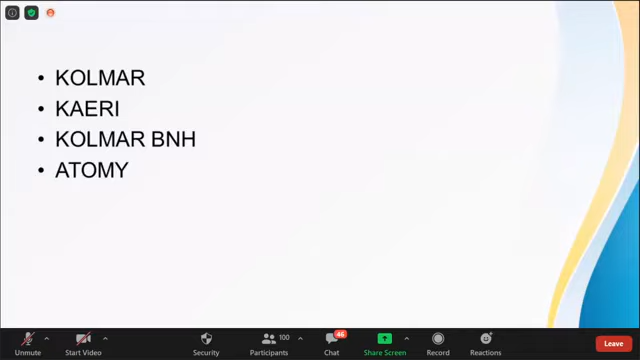 • KOLMAR
• KAERI
• KOLMAR BNH
• ATOMY
Unmute
Start Video
Security
Participants
100
Chat
46
Share Screen
Record
Reactions
Leave